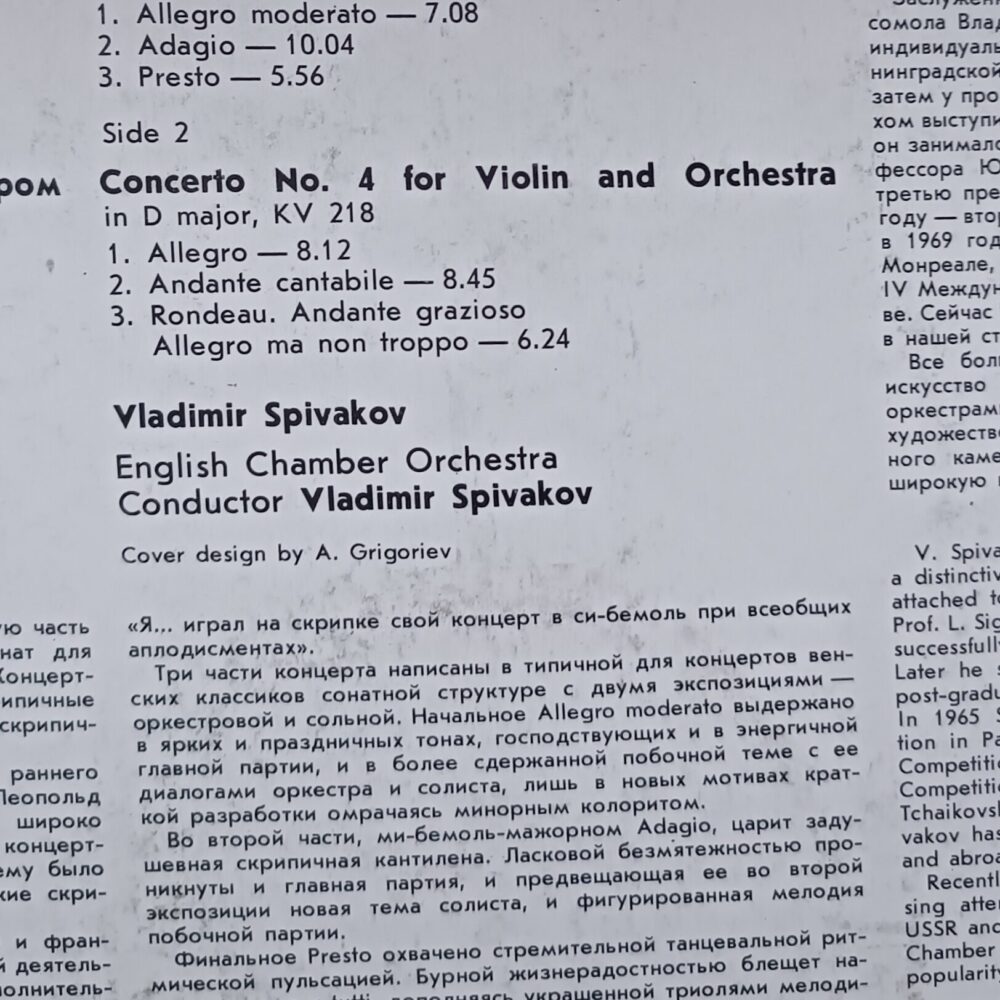 1. Allegro moderato — 7.08
2. Adagio — 10.04
3. Presto — 5.56
Side 2
Concerto No. 4 for Violin and Orchestra
in D major, KV 218
1. Allegro — 8.12
2. Andante cantabile — 8.45
3. Rondeau. Andante grazioso
Allegro ma non troppo — 6.24
Vladimir Spivakov
English Chamber Orchestra
Conductor Vladimir Spivakov
Cover design by A. Grigoriev
ром
ую часть
нат для
Концерт-
ипичные
скрипич-
раннего
Леопольд
широко
концерт-
ему было
кие скри-
и фран-
й деятель-
полнитель-
«Я... играл на скрипке свой концерт в си-бемоль при всеобщих
аплодисментах».
Три части концерта написаны в типичной для концертов вен-
ских классиков сонатной структуре с двумя экспозициями —
оркестровой и сольной. Начальное Allegro moderato выдержано
в ярких и праздничных тонах, господствующих и в энергичной
главной партии, и в более сдержанной побочной теме с ее
диалогами оркестра и солиста, лишь в новых мотивах крат-
кой разработки омрачаясь минорным колоритом.
Во второй части, ми-бемоль-мажорном Adagio, царит заду-
шевная скрипичная кантилена. Ласковой безмятежностью про-
никнуты и главная партия, и предвещающая ее во второй
экспозиции новая тема солиста, и фигурированная мелодия
побочной партии.
Финальное Presto охвачено стремительной танцевальной рит-
мической пульсацией. Бурной жизнерадостностью блещет на-
украшенной триолями мелоди-
сомола Влад
индивидуаль
нинградской
затем у про
хом выступи
он занимало
фессора Ю
третью пре
году — втор
в 1969 год
Монреале,
IV Междун
ве. Сейчас
в нашей ст
Все бол
искусство
оркестрам
художеств
ного каме
широкую
V. Spiva
a distinctiv
attached to
Prof. L. Sig
successfully
Later he s
post-gradu
In 1965 S
tion in Pa
Competitio
Competitio
Tchaikovsk
vakov has
and abroa
Recentl
sing atten
USSR and
Chamber
popularity